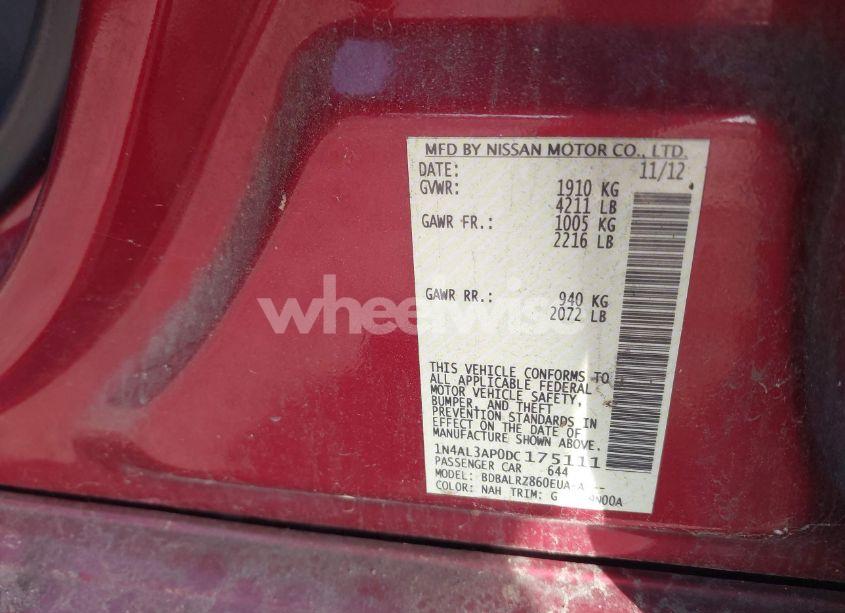 MFD BY NISSAN MOTOR CO., LTD.
DATE: 11/12
GVWR: 1910 KG
4211 LB
GAWR FR.: 1005 KG
2216 LB
GAWR RR.: 940 KG
2072 LB
wheelwise
THIS VEHICLE CONFORMS TO
ALL APPLICABLE FEDERAL
MOTOR VEHICLE SAFETY,
BUMPER, AND THEFT
PREVENTION STANDARDS IN
EFFECT ON THE DATE OF
MANUFACTURE SHOWN ABOVE.
1N4AL3AP0DC175111
PASSENGER CAR 644
MODEL: BDBALRZ860EUA-A
COLOR: NAH TRIM: G